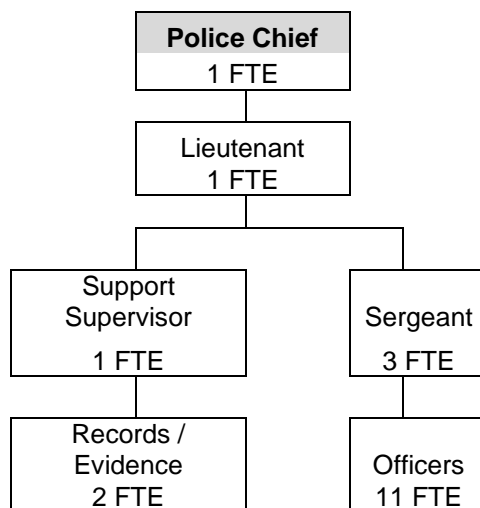 Police Chief
1 FTE
Lieutenant
1 FTE
Support
Supervisor
1 FTE
Sergeant
3 FTE
Records /
Evidence
2 FTE
Officers
11 FTE